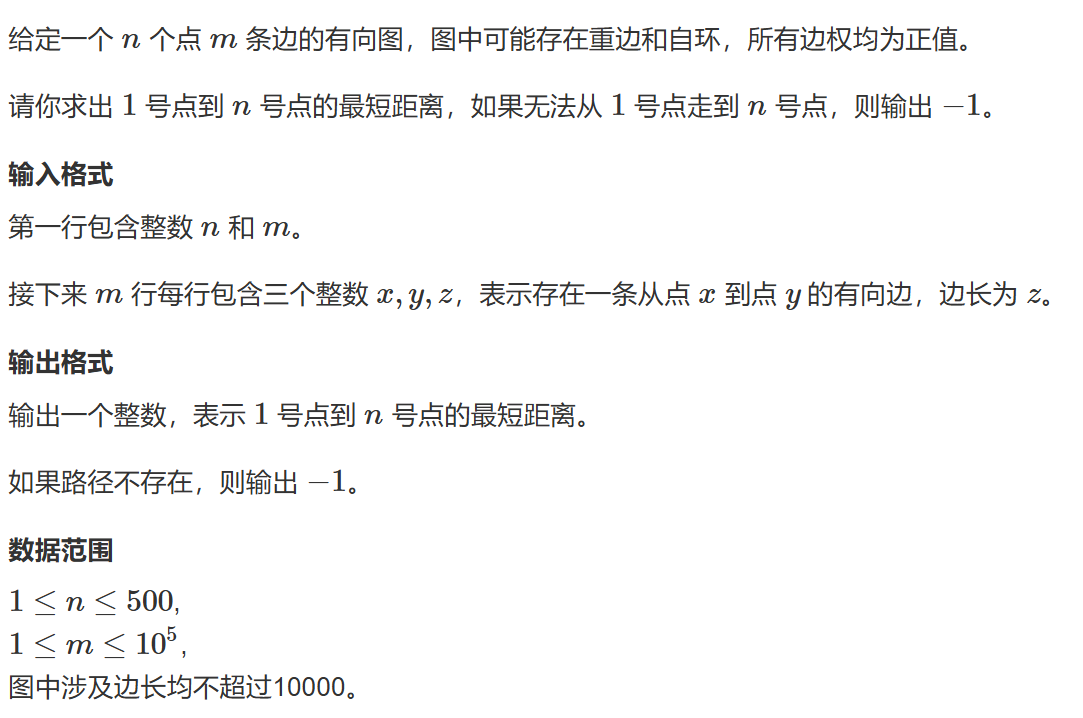 给定一个 n 个点 m 条边的有向图，图中可能存在重边和自环，所有边权均为正值。
请你求出 1 号点到 n 号点的最短距离，如果无法从 1 号点走到 n 号点，则输出 −1。
输入格式
第一行包含整数 n 和 m。
接下来 m 行每行包含三个整数 x, y, z，表示存在一条从点 x 到点 y 的有向边，边长为 z。
输出格式
输出一个整数，表示 1 号点到 n 号点的最短距离。
如果路径不存在，则输出 −1。
数据范围
1 ≤ n ≤ 500,
1 ≤ m ≤ 10⁵,
图中涉及边长均不超过10000。